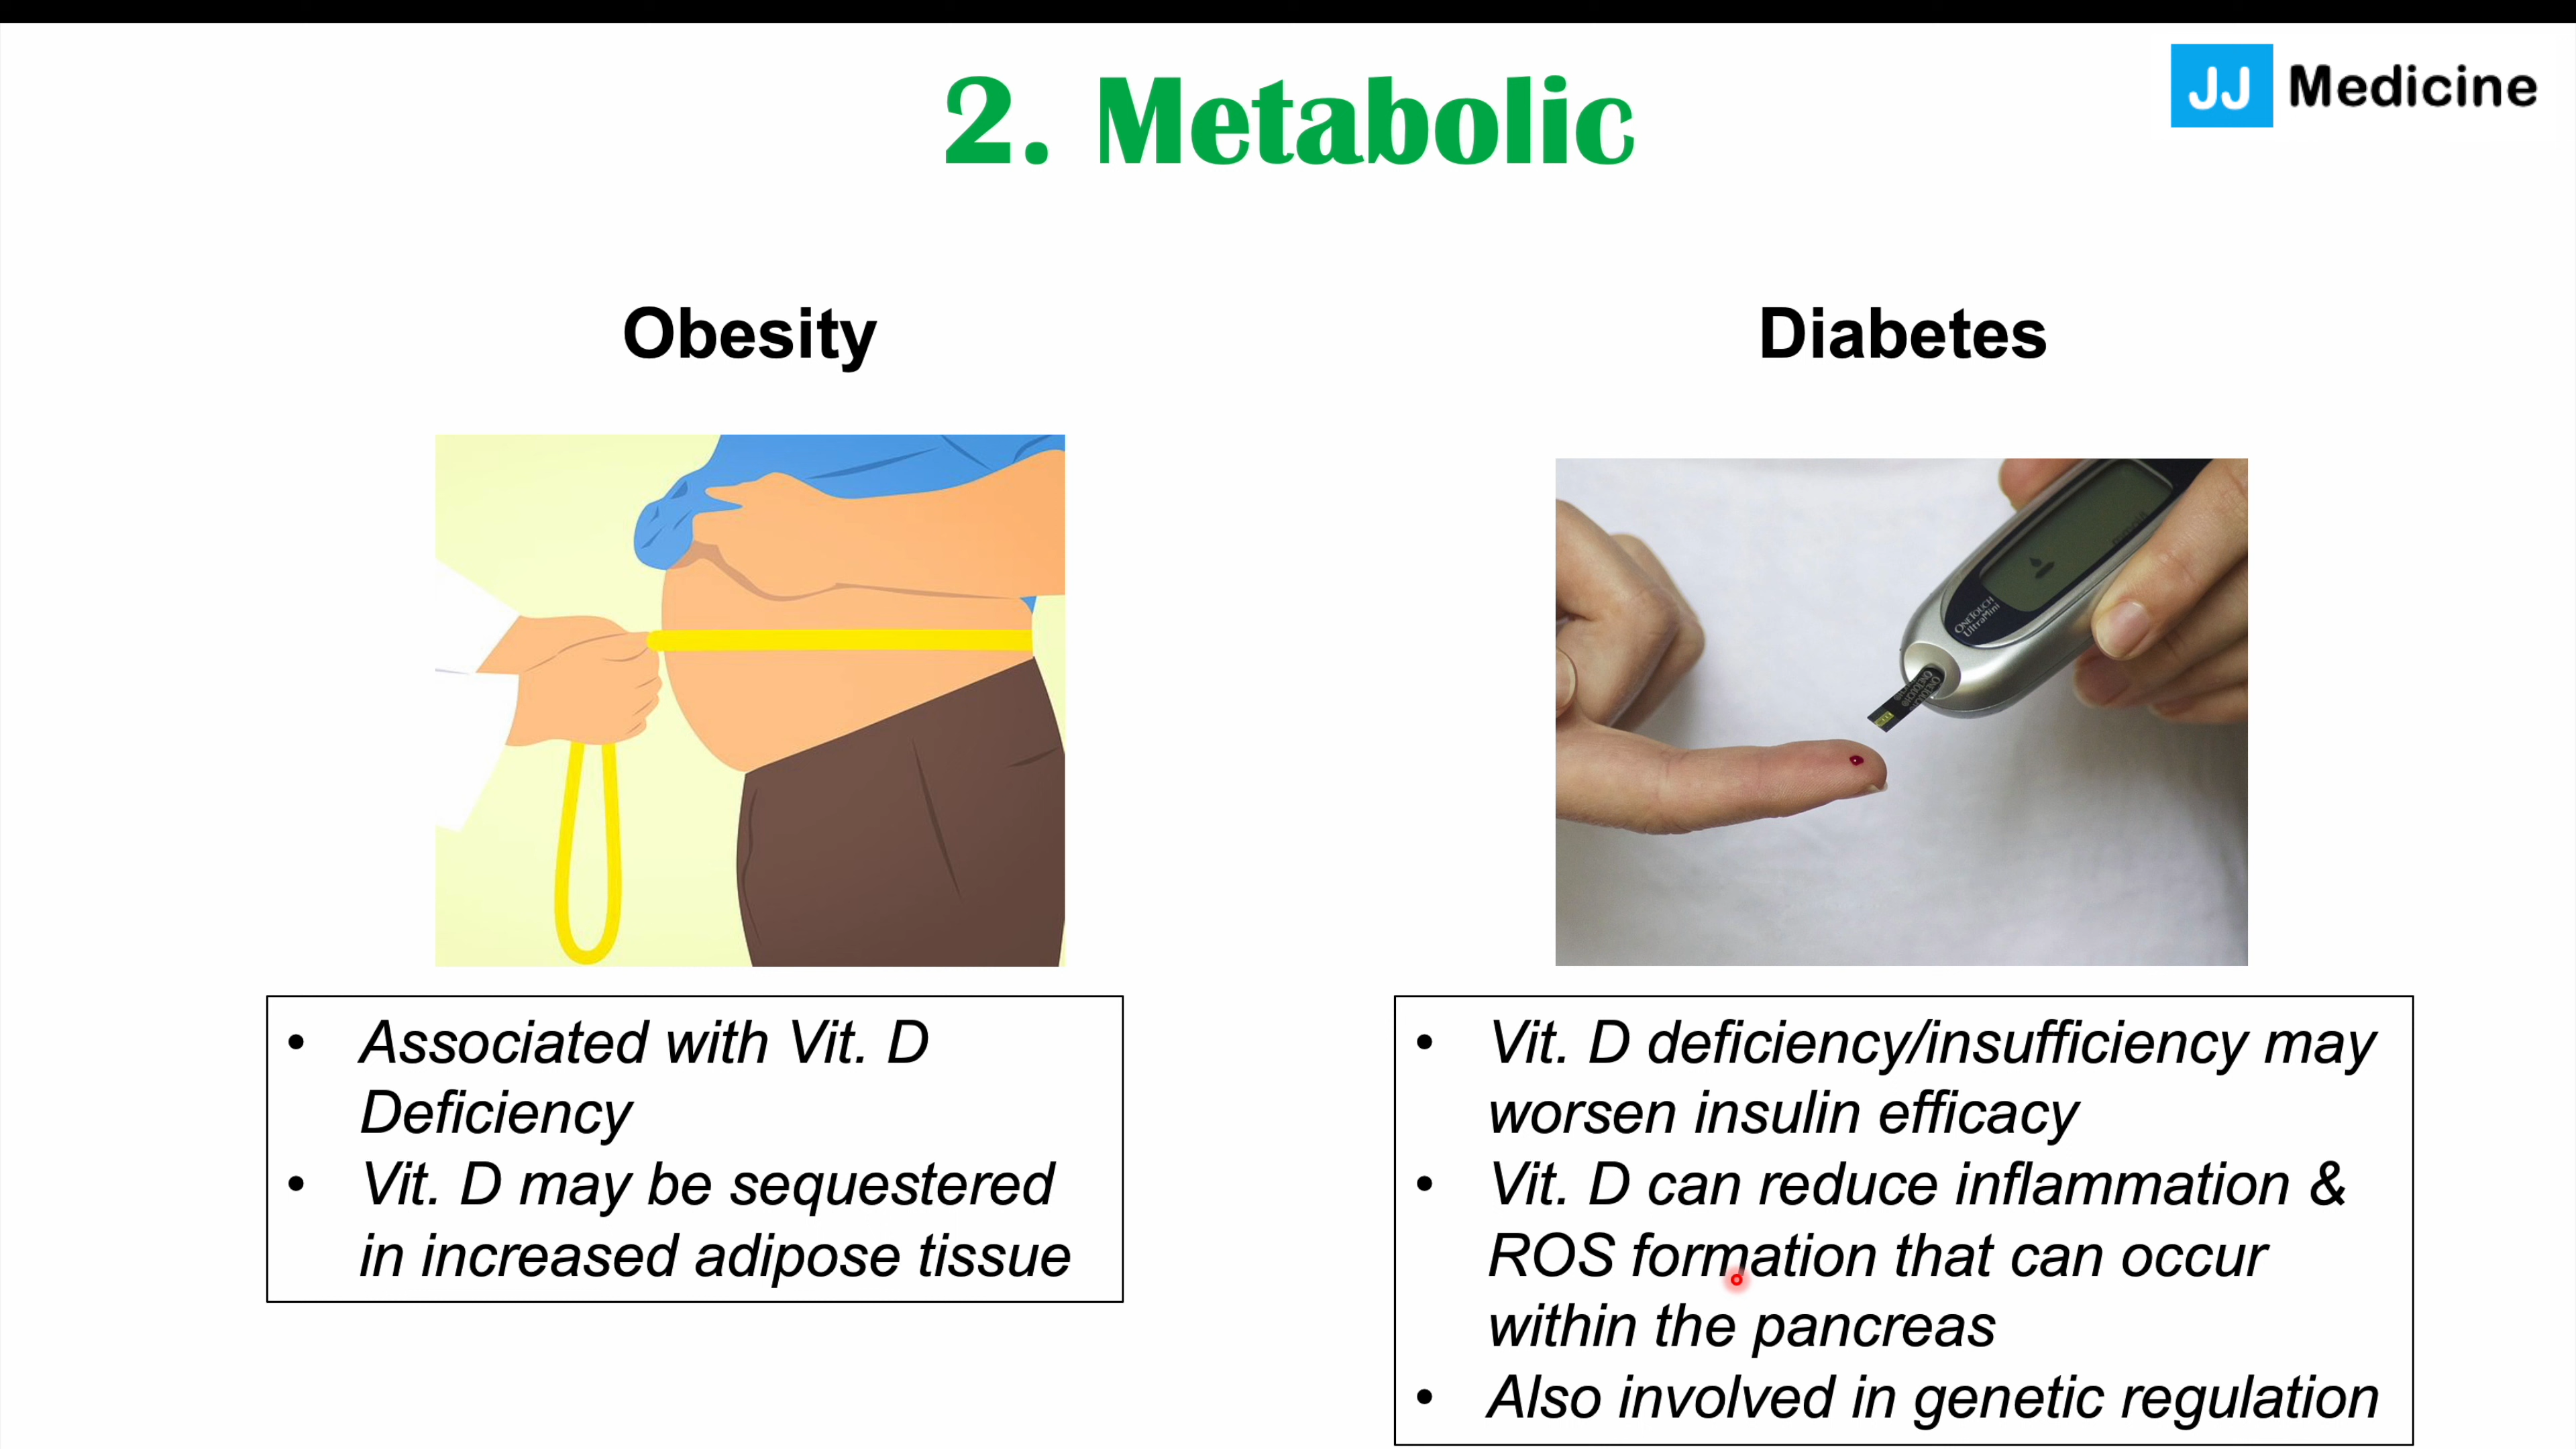 JJ Medicine
2. Metabolic
Obesity
Diabetes
ONETOUCH
UltraMini
• Associated with Vit. D
Deficiency
• Vit. D may be sequestered
in increased adipose tissue
• Vit. D deficiency/insufficiency may
worsen insulin efficacy
• Vit. D can reduce inflammation &
ROS formation that can occur
within the pancreas
• Also involved in genetic regulation